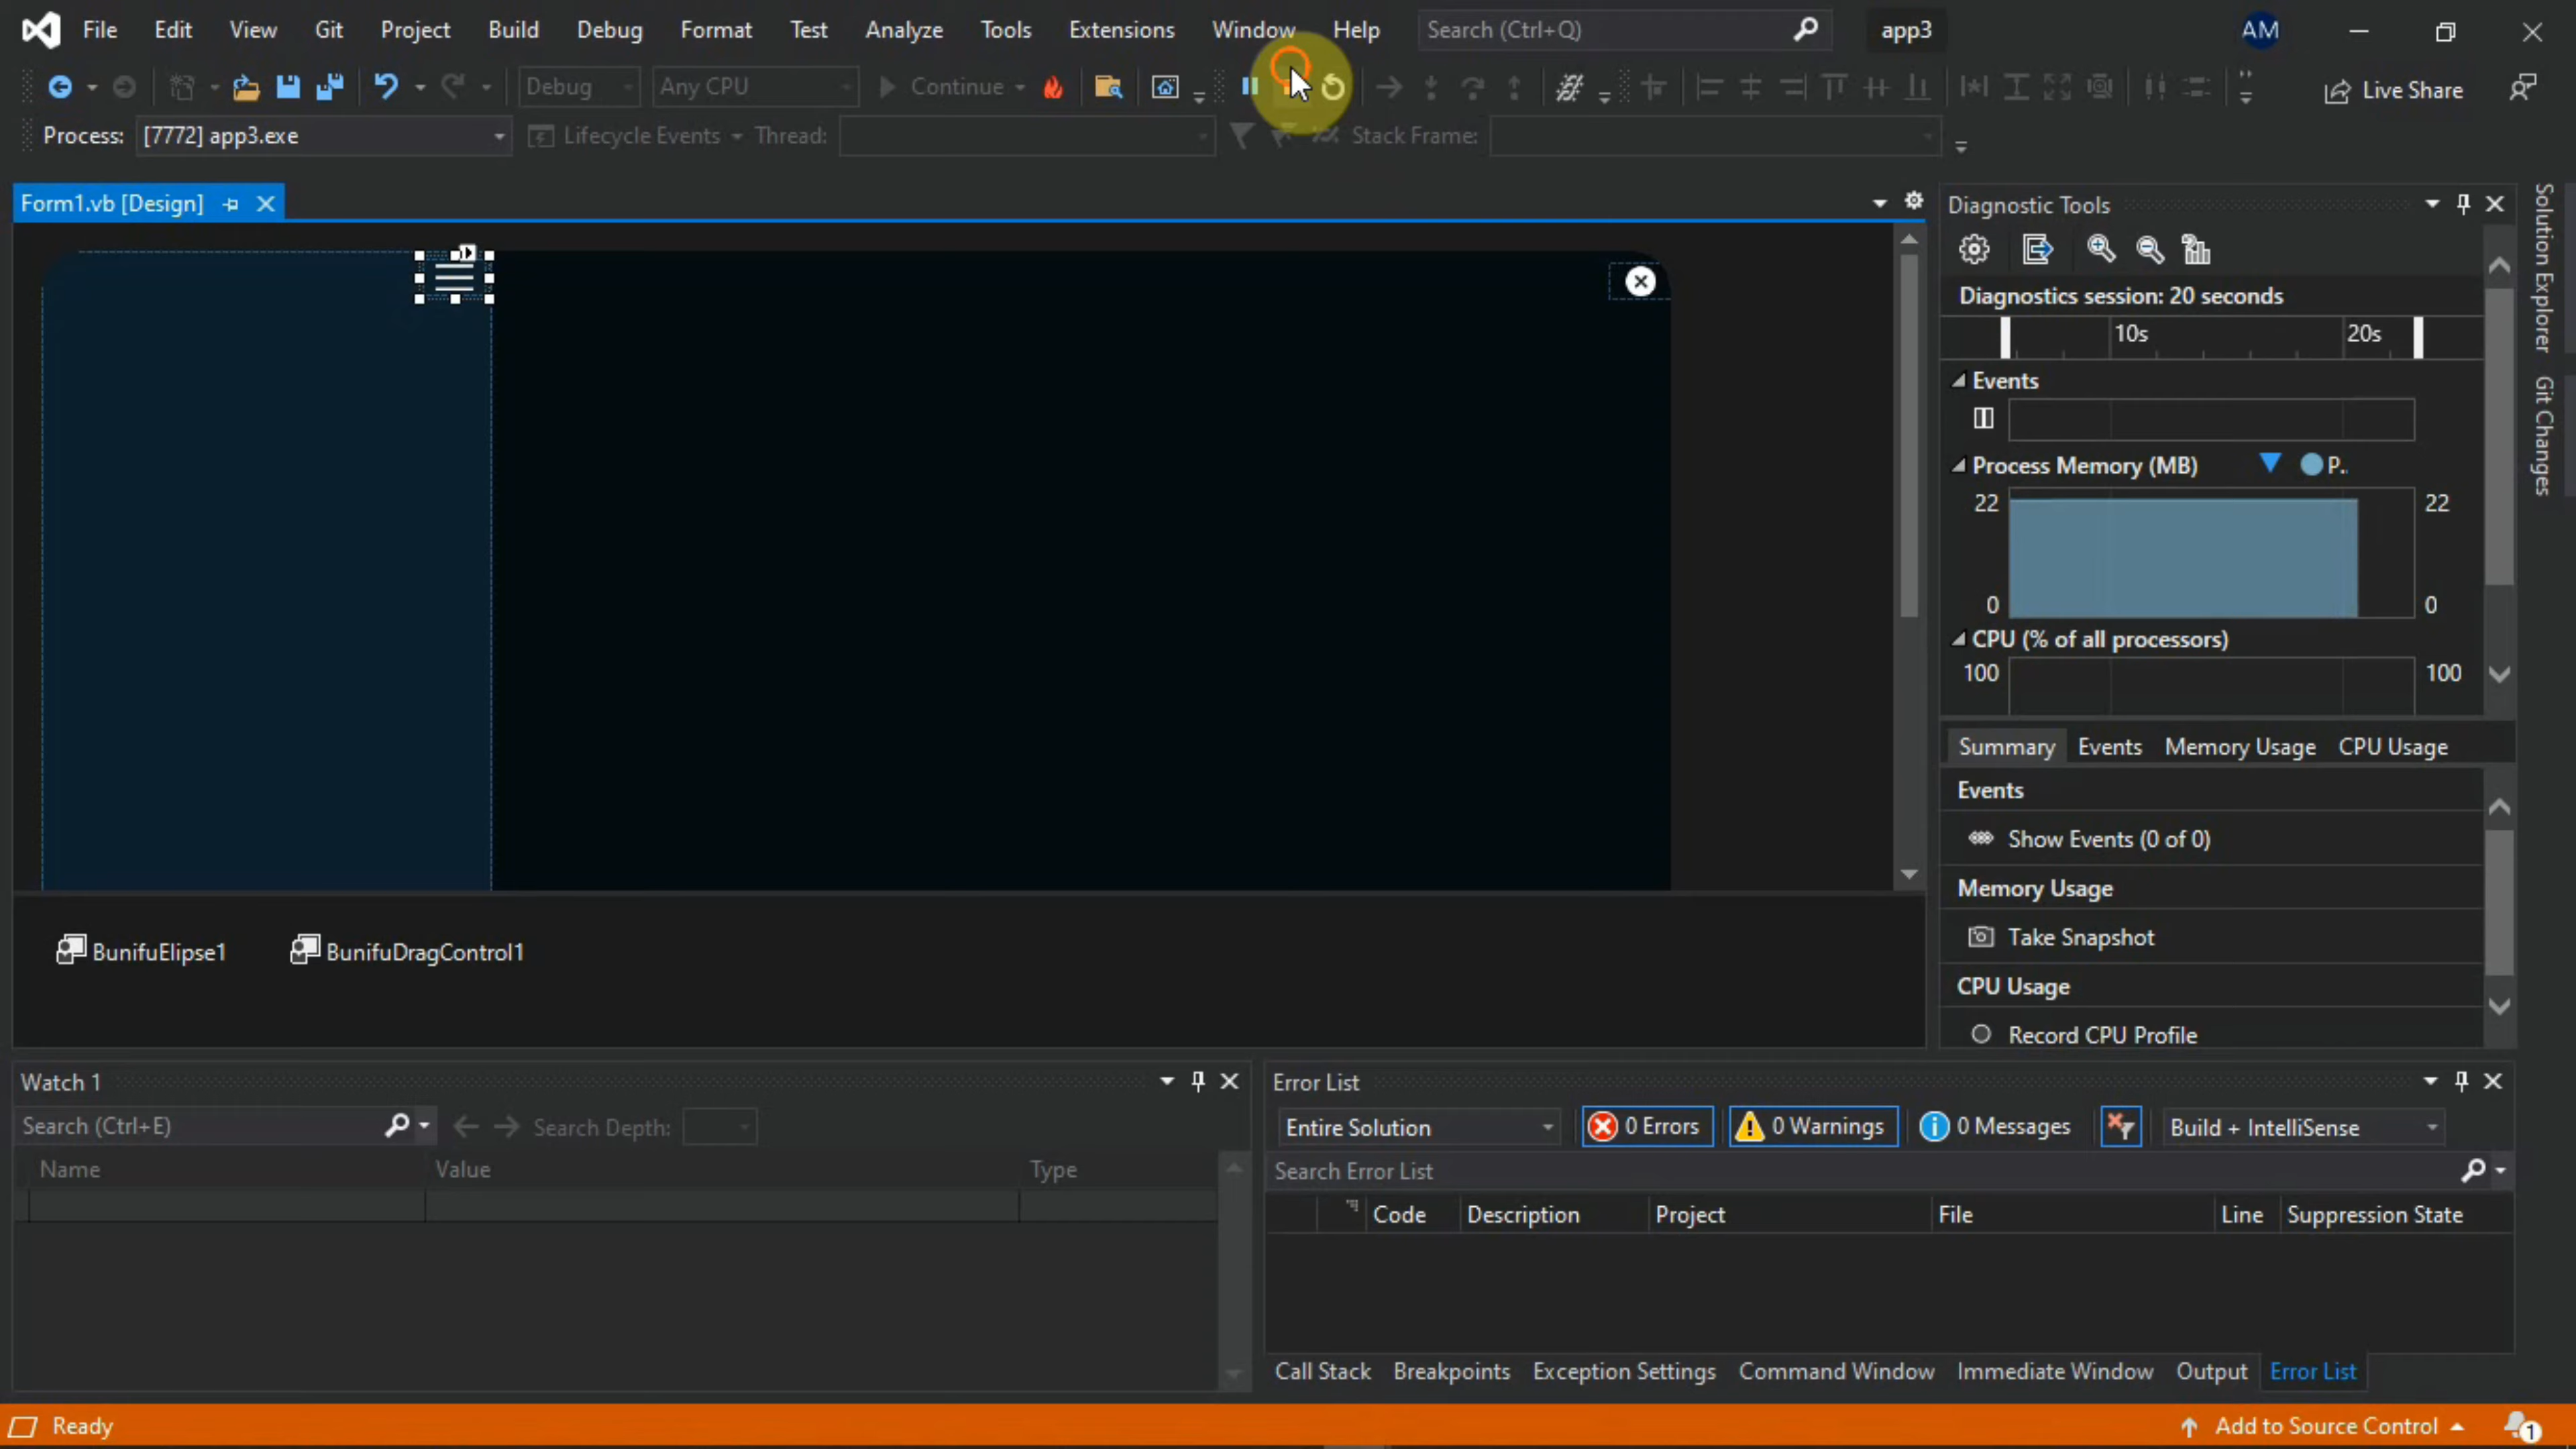 File Edit View Git Project Build Debug Format Test Analyze Tools Extensions Window Help Search (Ctrl+Q) app3 AM
Debug Any CPU Continue Live Share
Process: [7772] app3.exe Lifecycle Events Thread: Stack Frame:
Form1.vb [Design]
Diagnostic Tools
Diagnostics session: 20 seconds
10s 20s
Events
Process Memory (MB) P..
22 22
0 0
CPU (% of all processors)
100 100
Summary Events Memory Usage CPU Usage
Events
Show Events (0 of 0)
Memory Usage
Take Snapshot
CPU Usage
Record CPU Profile
Solution Explorer
Git Changes
BunifuElipse1 BunifuDragControl1
Watch 1
Search (Ctrl+E) Search Depth:
Name Value Type
Error List
Entire Solution 0 Errors 0 Warnings 0 Messages Build + IntelliSense
Search Error List
Code Description Project File Line Suppression State
Call Stack Breakpoints Exception Settings Command Window Immediate Window Output Error List
Ready Add to Source Control 1